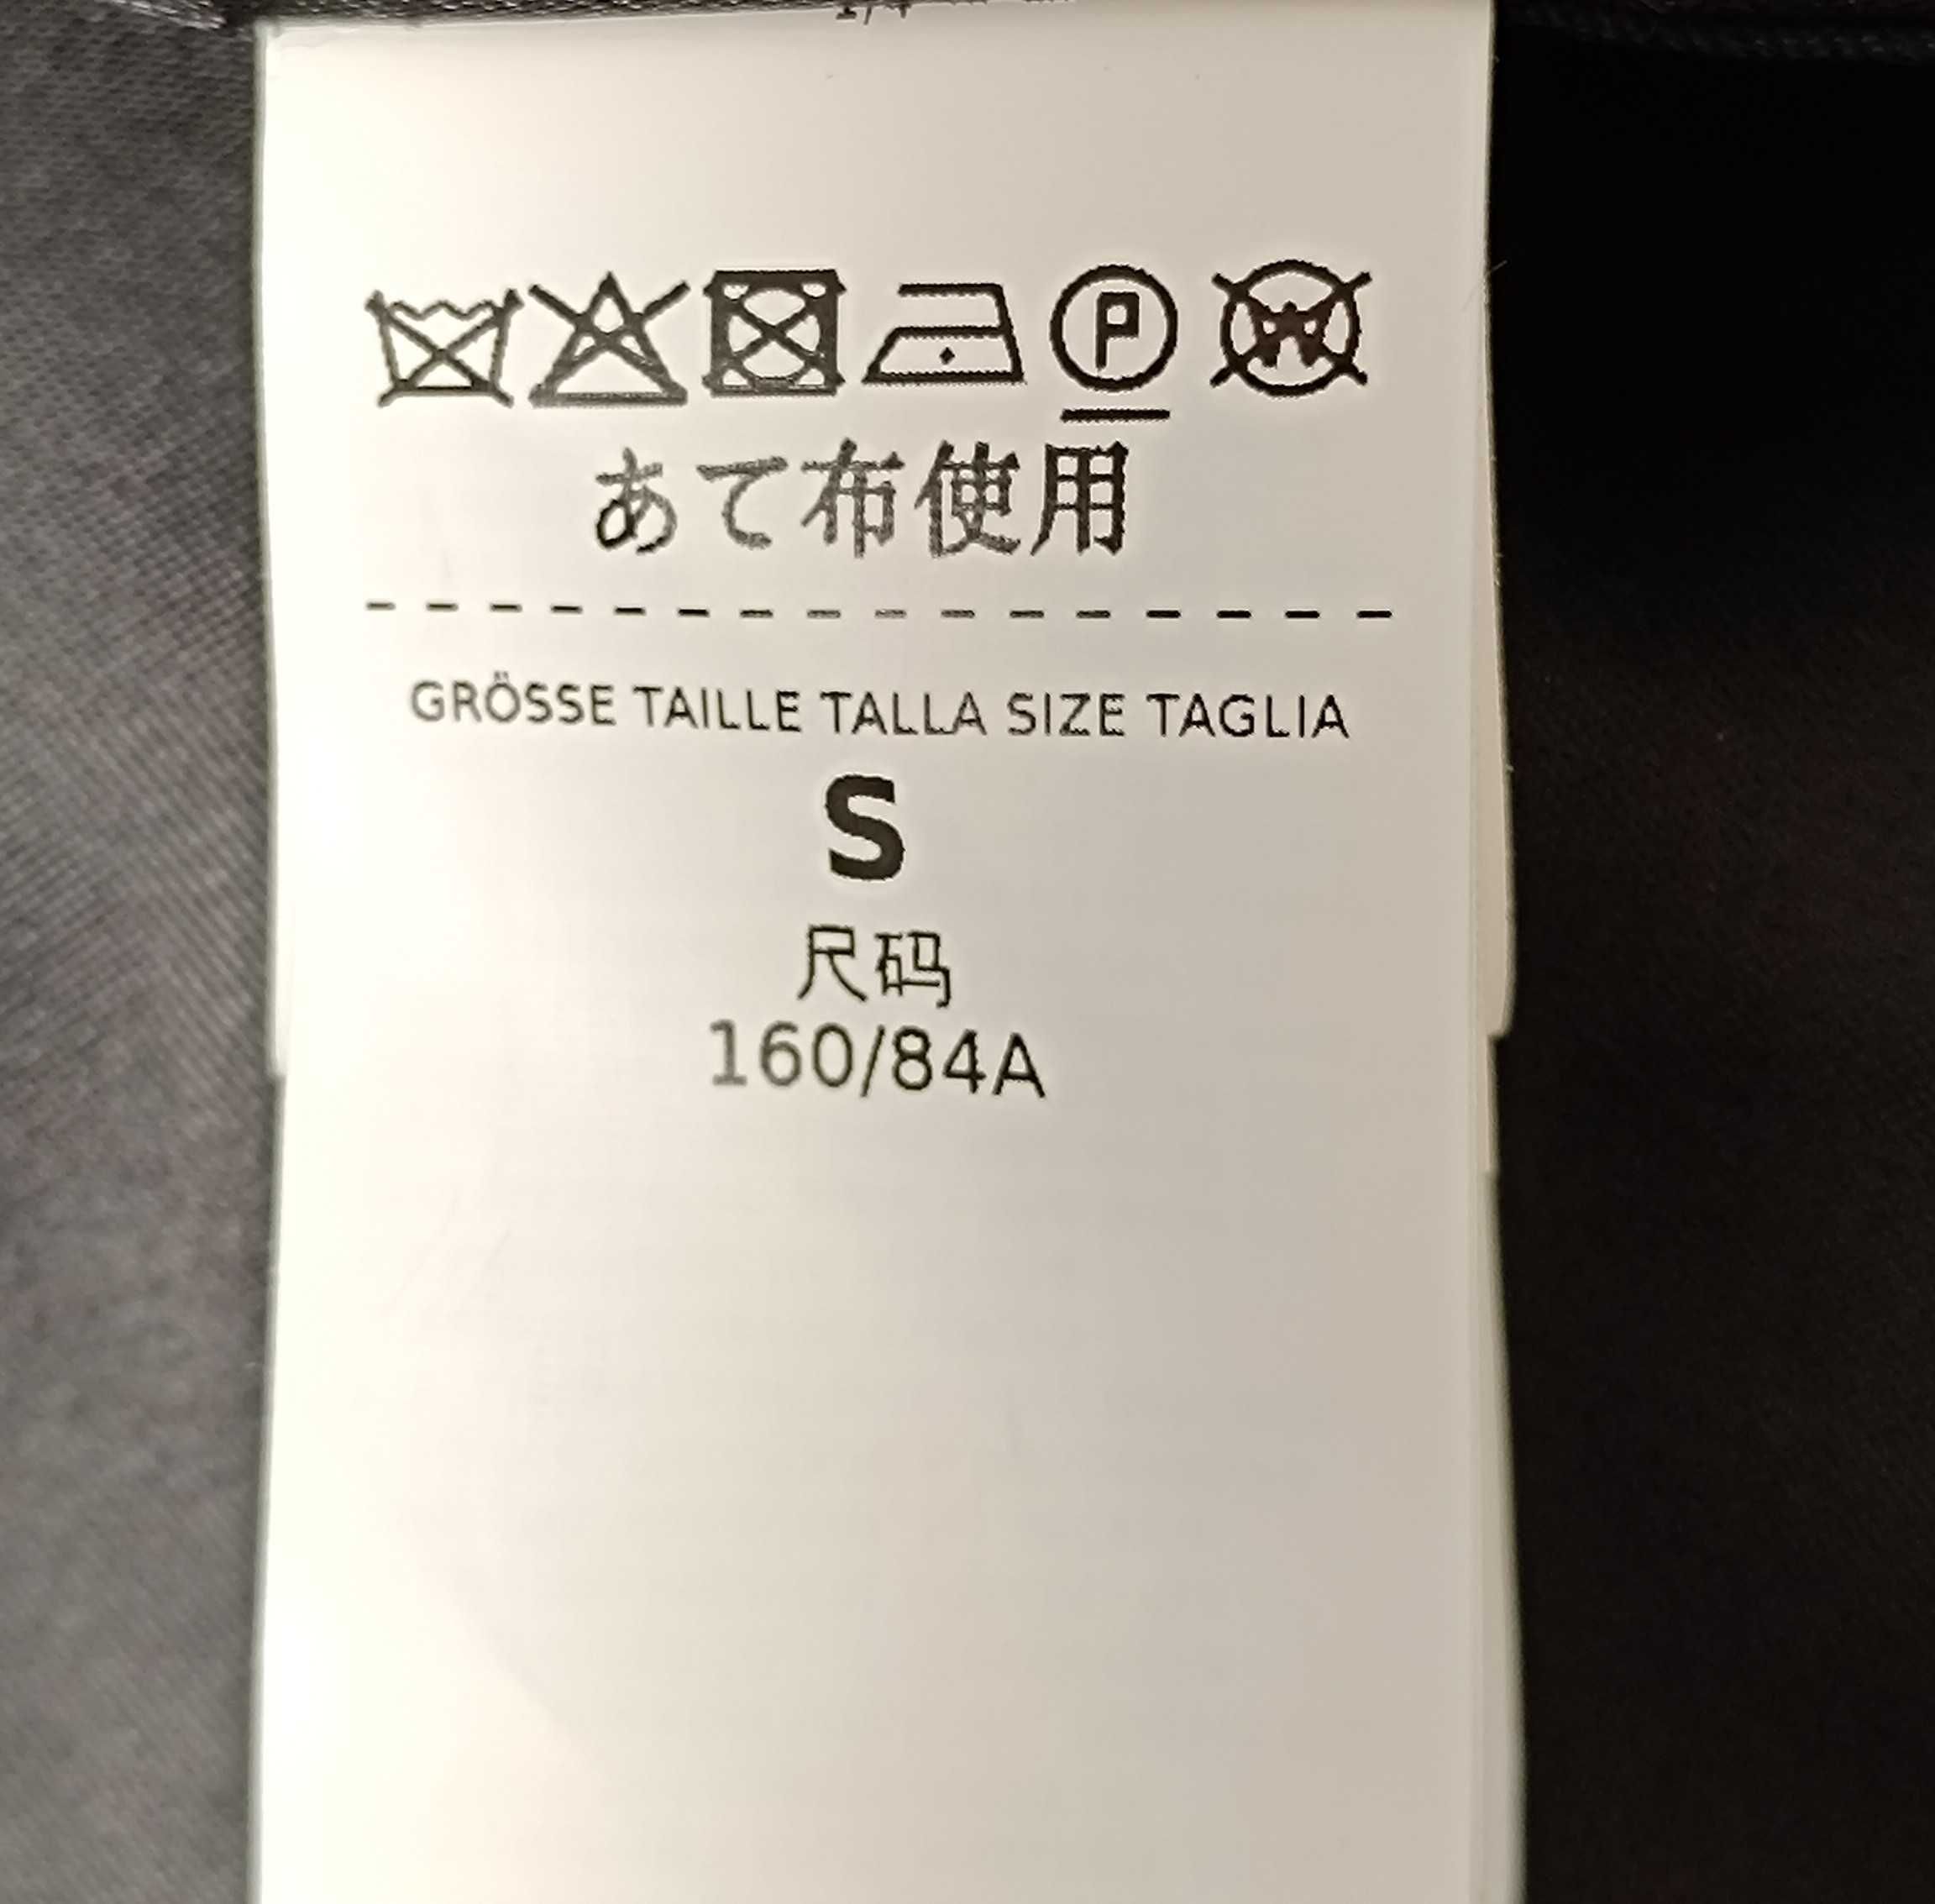 P W
あて布使用
GRÖSSE TAILLE TALLA SIZE TAGLIA
S
尺码
160/84A